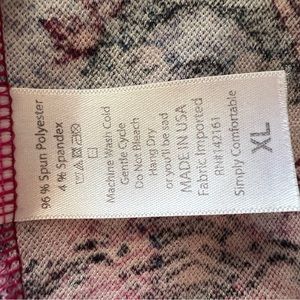 96 % Spun Polyester
4 % Spandex
Machine Wash Cold
Gentle Cycle
Do Not Bleach
Hang Dry
or you'll be sad
MADE IN USA
Fabric Imported
RN# 142161
Simply Comfortable
XL